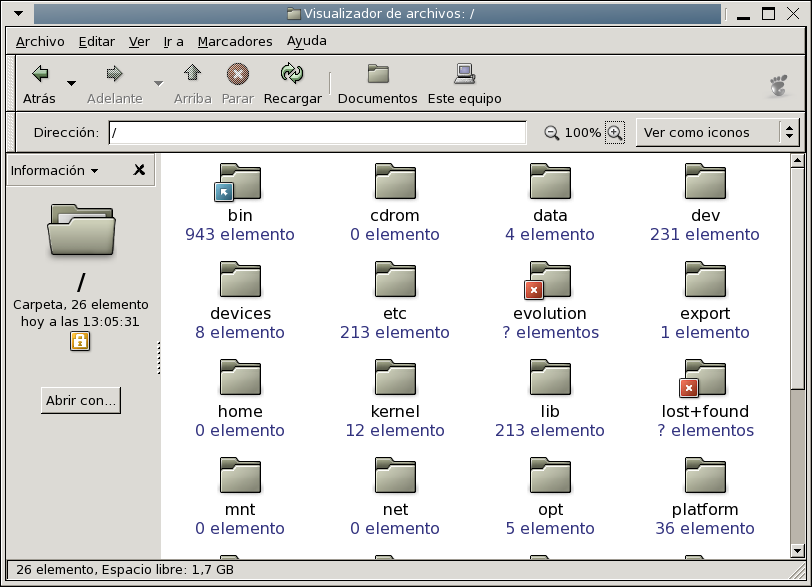 Visualizador de archivos: /
Archivo Editar Ver Ir a Marcadores Ayuda
Atrás Adelante Arriba Parar Recargar Documentos Este equipo
Dirección: / 100% Ver como iconos
Información
/
Carpeta, 26 elemento
hoy a las 13:05:31
Abrir con...
bin cdrom data dev
943 elemento 0 elemento 4 elemento 231 elemento
devices etc evolution export
8 elemento 213 elemento ? elementos 1 elemento
home kernel lib lost+found
0 elemento 12 elemento 213 elemento ? elementos
mnt net opt platform
0 elemento 0 elemento 5 elemento 36 elemento
26 elemento, Espacio libre: 1,7 GB